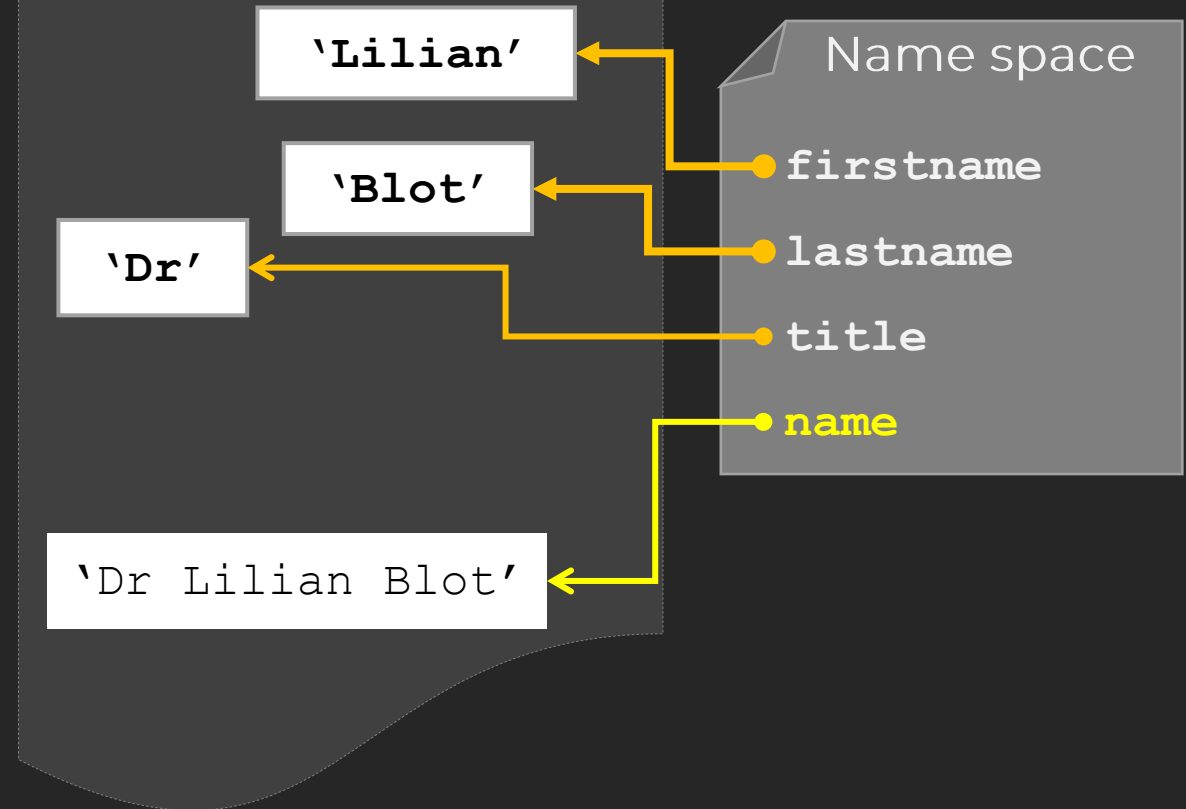 ‘Lilian’
‘Blot’
‘Dr’
‘Dr Lilian Blot’
Name space
firstname
lastname
title
name